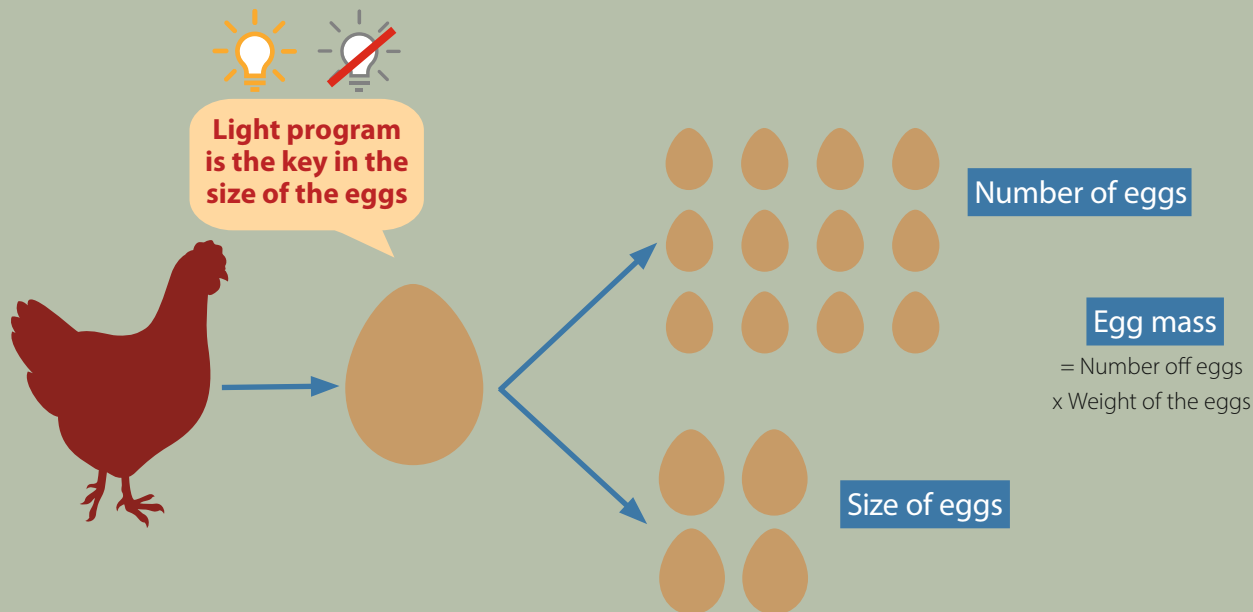 Light program
is the key in the
size of the eggs
Number of eggs
Egg mass
= Number off eggs
x Weight of the eggs
Size of eggs